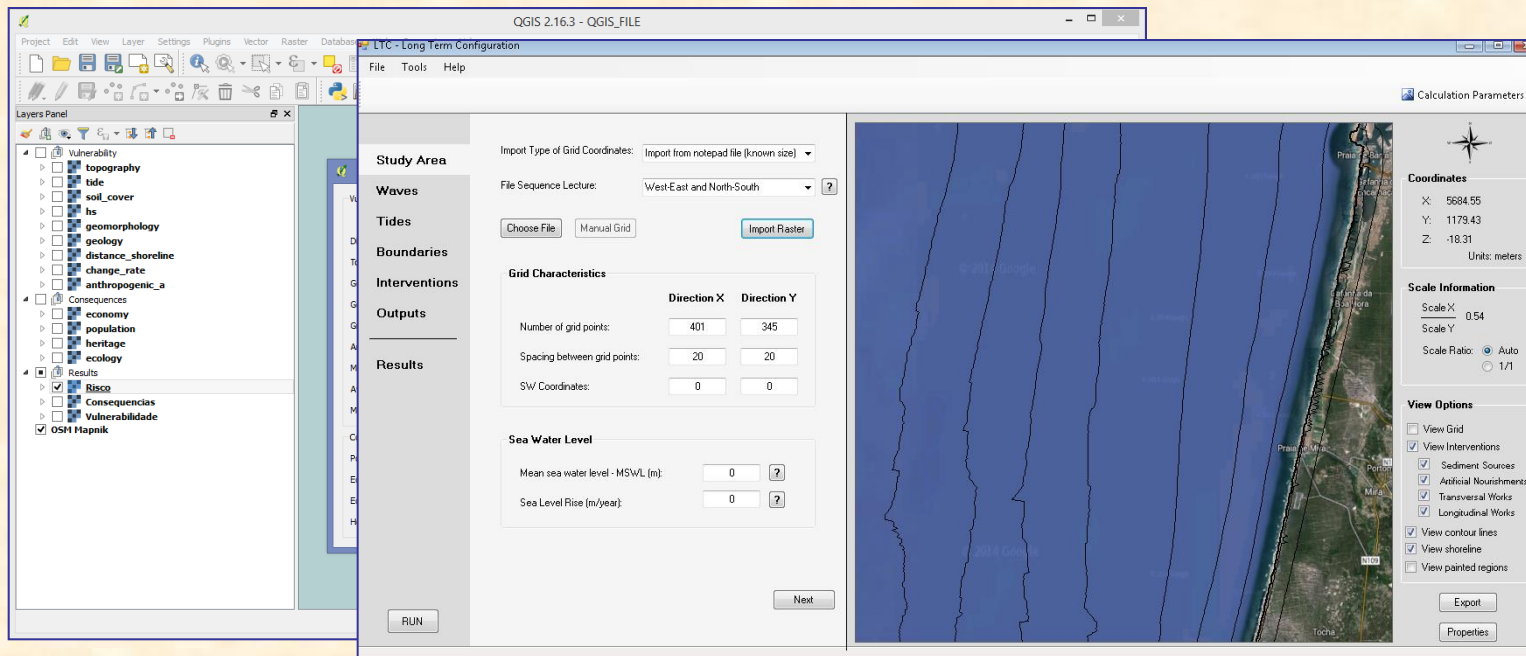 QGIS 2.16.3 - QGIS_FILE
Project Edit View Layer Settings Plugins Vector Raster Database
Layers Panel
Vulnerability
topography
tide
soil_cover
hs
geomorphology
geology
distance_shoreline
change_rate
anthropogenic_a
Consequences
economy
population
heritage
ecology
Results
Risco
Consequencias
Vulnerabilidade
OSM Mapnik
LTC - Long Term Configuration
File Tools Help
Calculation Parameters
Study Area
Waves
Tides
Boundaries
Interventions
Outputs
Results
RUN
Import Type of Grid Coordinates: Import from notepad file (known size)
File Sequence Lecture: West-East and North-South ?
Choose File Manual Grid Import Raster
Grid Characteristics
Direction X Direction Y
Number of grid points: 401 345
Spacing between grid points: 20 20
SW Coordinates: 0 0
Sea Water Level
Mean sea water level - MSWL (m): 0 ?
Sea Level Rise (m/year): 0 ?
Next
© 2014 Google
© 2014 Google
Mira
N109
Tocha
Coordinates
X: 5684.55
Y: 1179.43
Z: -18.31
Units: meters
Scale Information
Scale X
0.54
Scale Y
Scale Ratio: Auto
1/1
View Options
View Grid
View Interventions
Sediment Sources
Artificial Nourishments
Transversal Works
Longitudinal Works
View contour lines
View shoreline
View painted regions
Export
Properties